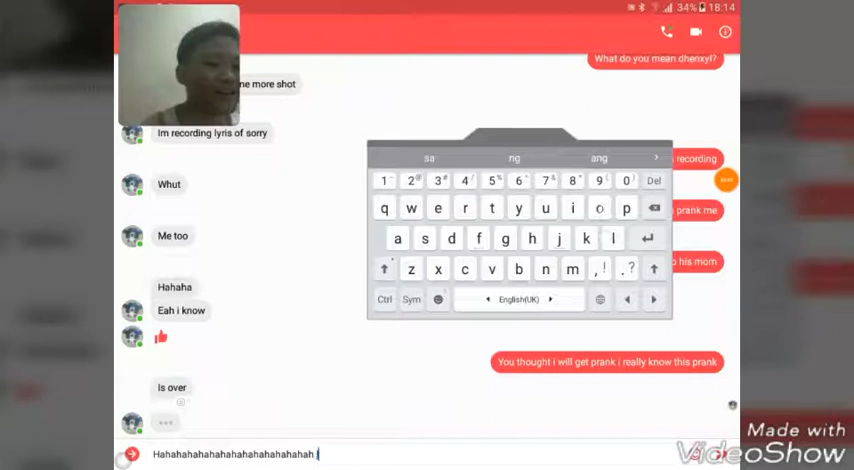 34% 18:14
What do you mean dhenxyf?
ne more shot
Im recording lyris of sorry
recording
Whut
prank me
Me too
his mom
Hahaha
Eah i know
You thought i will get prank i really know this prank
Is over
sa ng ang
1 2 3 4 5 6 7 8 9 0 Del
q w e r t y u i o p
a s d f g h j k l
z x c v b n m , ! . ?
Ctrl Sym English(UK)
Hahahahahahahahahahahahahahah
Made with
VideoShow